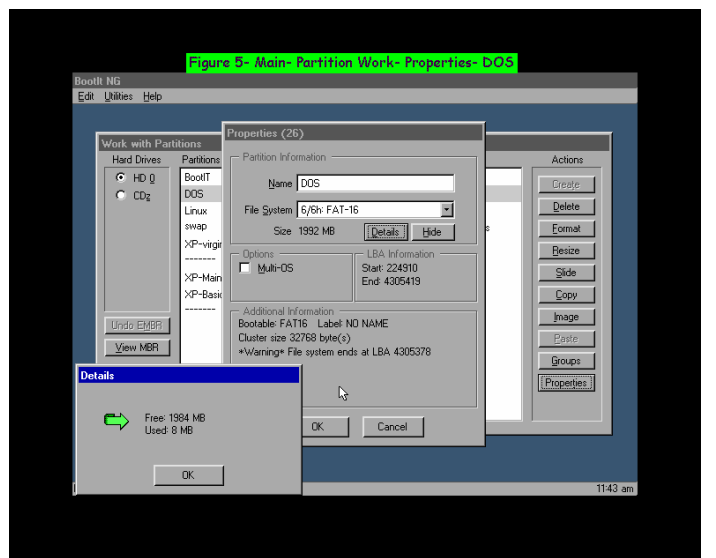 Figure 5- Main- Partition Work- Properties- DOS
BootIt NG
Edit Utilities Help
Work with Partitions
Hard Drives
HD 0
CDz
Undo EMBR
View MBR
Partitions
BootIT
DOS
Linux
swap
XP-virgi
-------
XP-Main
XP-Basi
-------
Properties (26)
Partition Information
Name DOS
File System 6/6h: FAT-16
Size 1992 MB Details Hide
Options
Multi-OS
LBA Information
Start: 224910
End: 4305419
Additional Information
Bootable: FAT16 Label: NO NAME
Cluster size 32768 byte(s)
*Warning* File system ends at LBA 4305378
OK Cancel
s
Actions
Create
Delete
Format
Resize
Slide
Copy
Image
Paste
Groups
Properties
Details
Free: 1984 MB
Used: 8 MB
OK
11:43 am